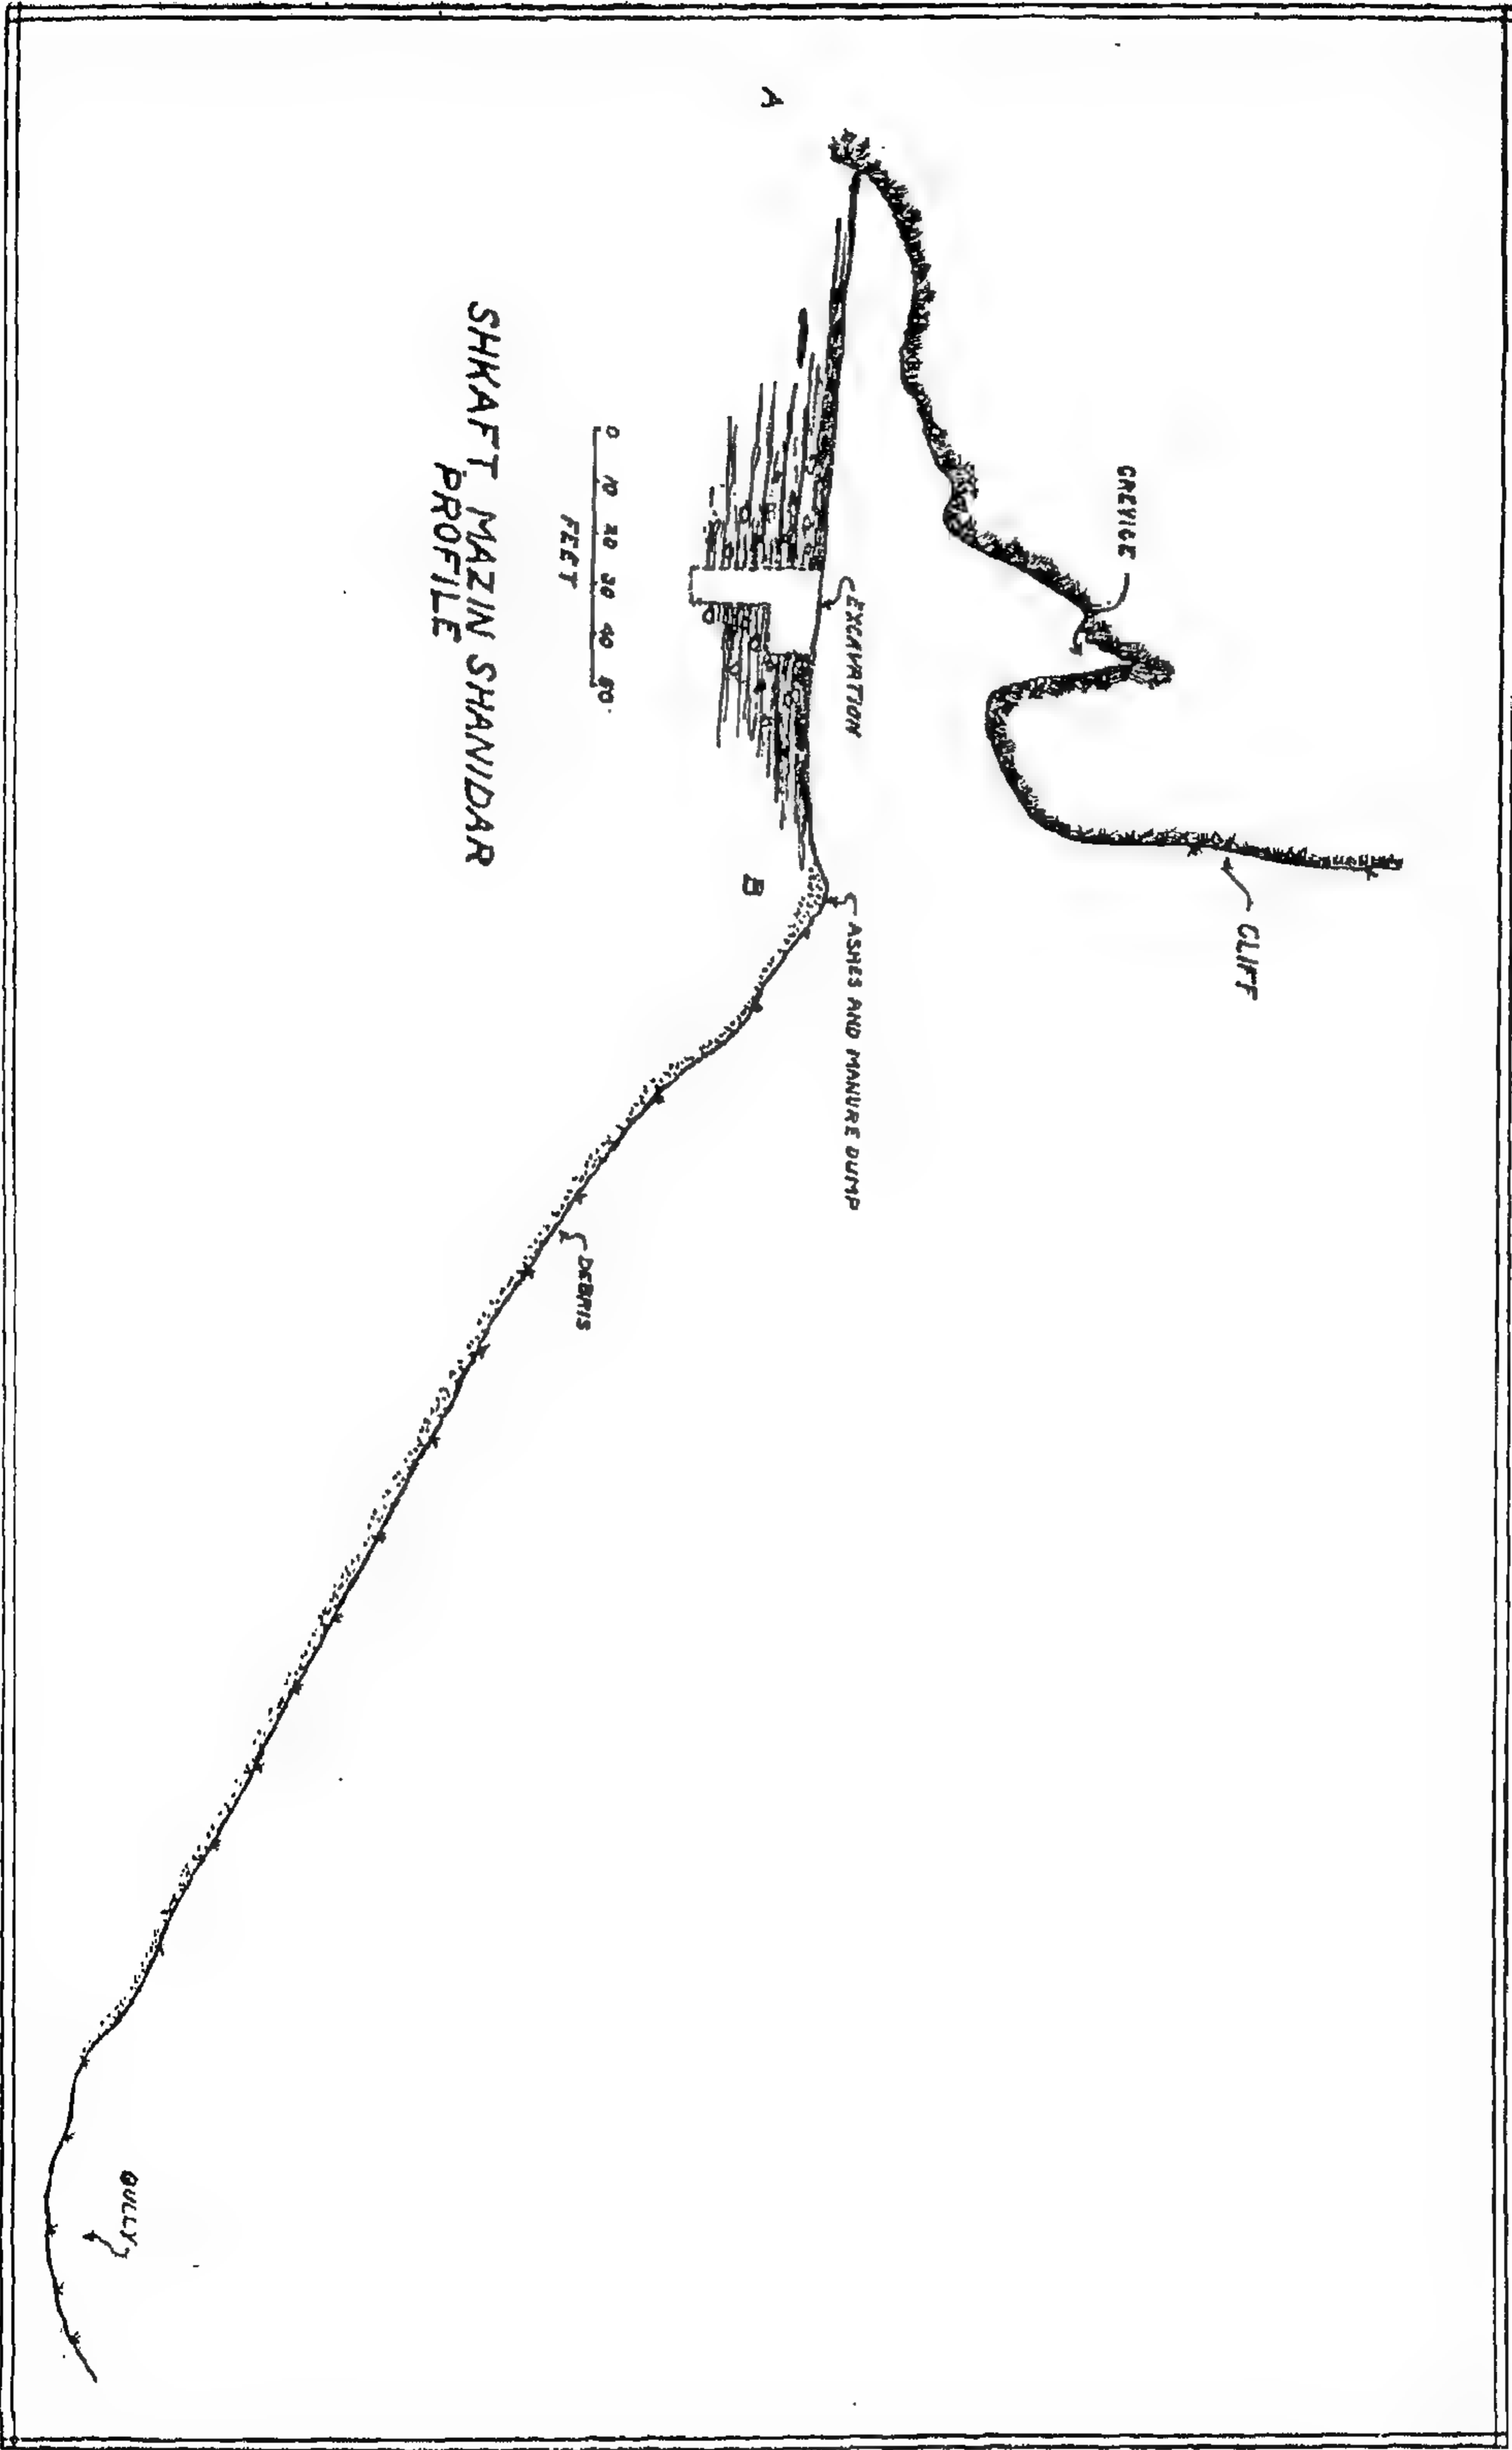 CREVICE
CLIFF
A
EXCAVATION
ASHES AND MANURE DUMP
B
0 10 20 30 40 50
FEET
DEBRIS
SHKAFT MAZIN SHANIDAR
PROFILE
GULLY